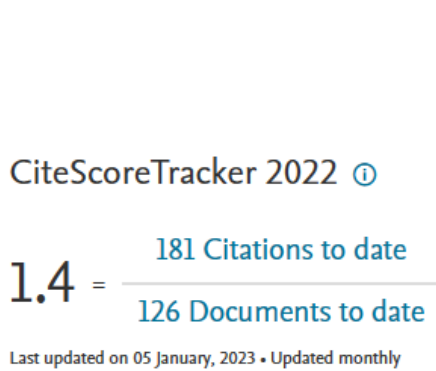 CiteScoreTracker 2022 ⓘ
181 Citations to date
1.4 =
126 Documents to date
Last updated on 05 January, 2023 • Updated monthly